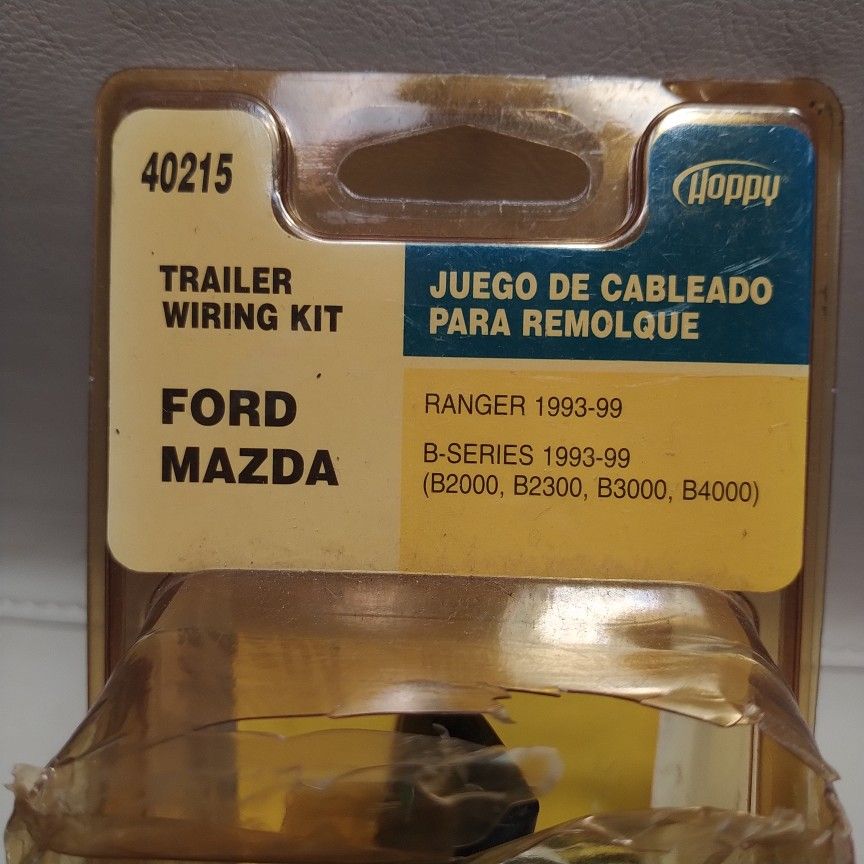 40215
Hoppy
TRAILER
WIRING KIT
JUEGO DE CABLEADO
PARA REMOLQUE
FORD
MAZDA
RANGER 1993-99
B-SERIES 1993-99
(B2000, B2300, B3000, B4000)